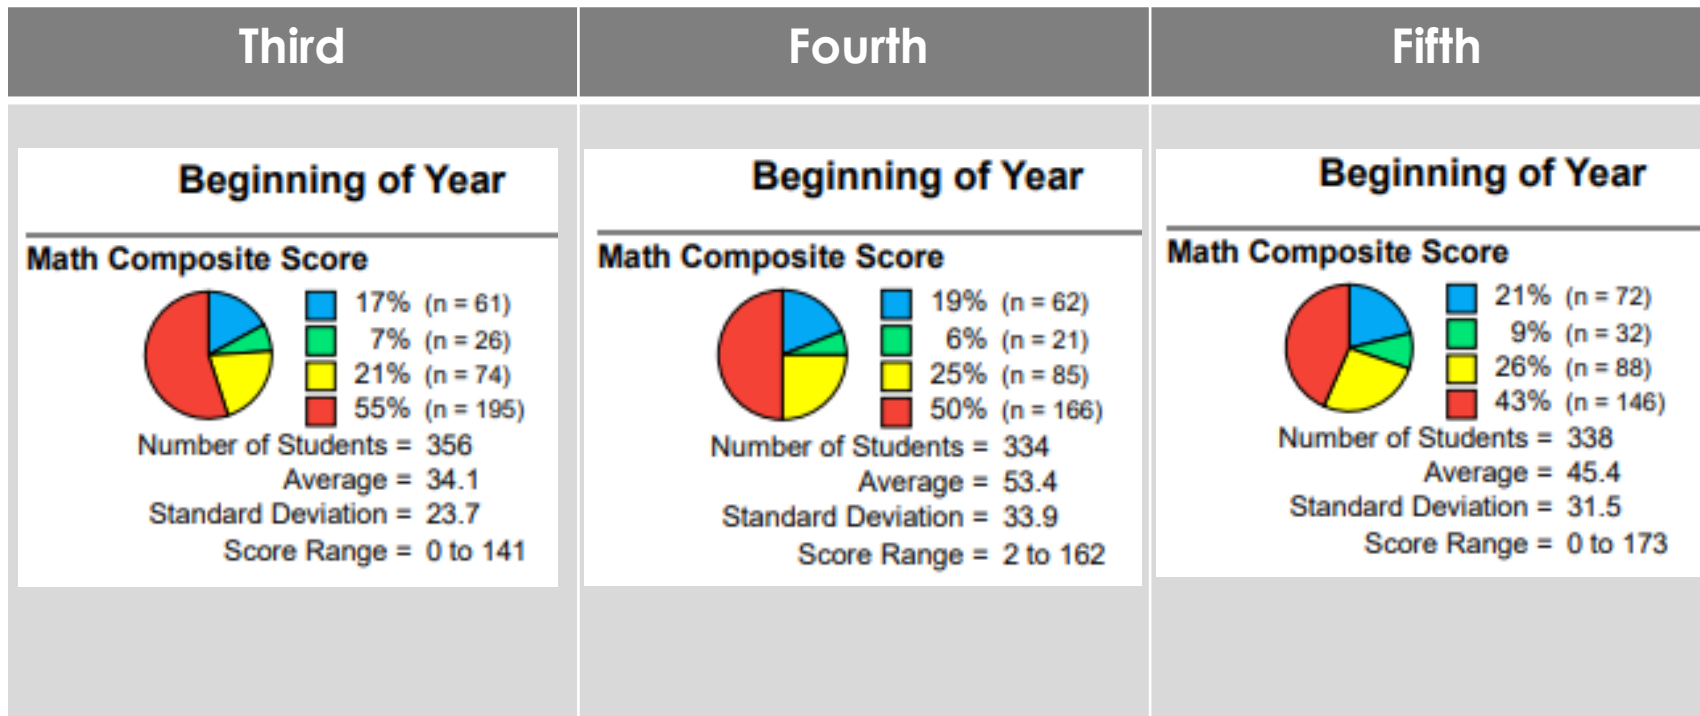 Third
Fourth
Fifth
Beginning of Year
Math Composite Score
17% (n = 61)
7% (n = 26)
21% (n = 74)
55% (n = 195)
Number of Students = 356
Average = 34.1
Standard Deviation = 23.7
Score Range = 0 to 141
Beginning of Year
Math Composite Score
19% (n = 62)
6% (n = 21)
25% (n = 85)
50% (n = 166)
Number of Students = 334
Average = 53.4
Standard Deviation = 33.9
Score Range = 2 to 162
Beginning of Year
Math Composite Score
21% (n = 72)
9% (n = 32)
26% (n = 88)
43% (n = 146)
Number of Students = 338
Average = 45.4
Standard Deviation = 31.5
Score Range = 0 to 173